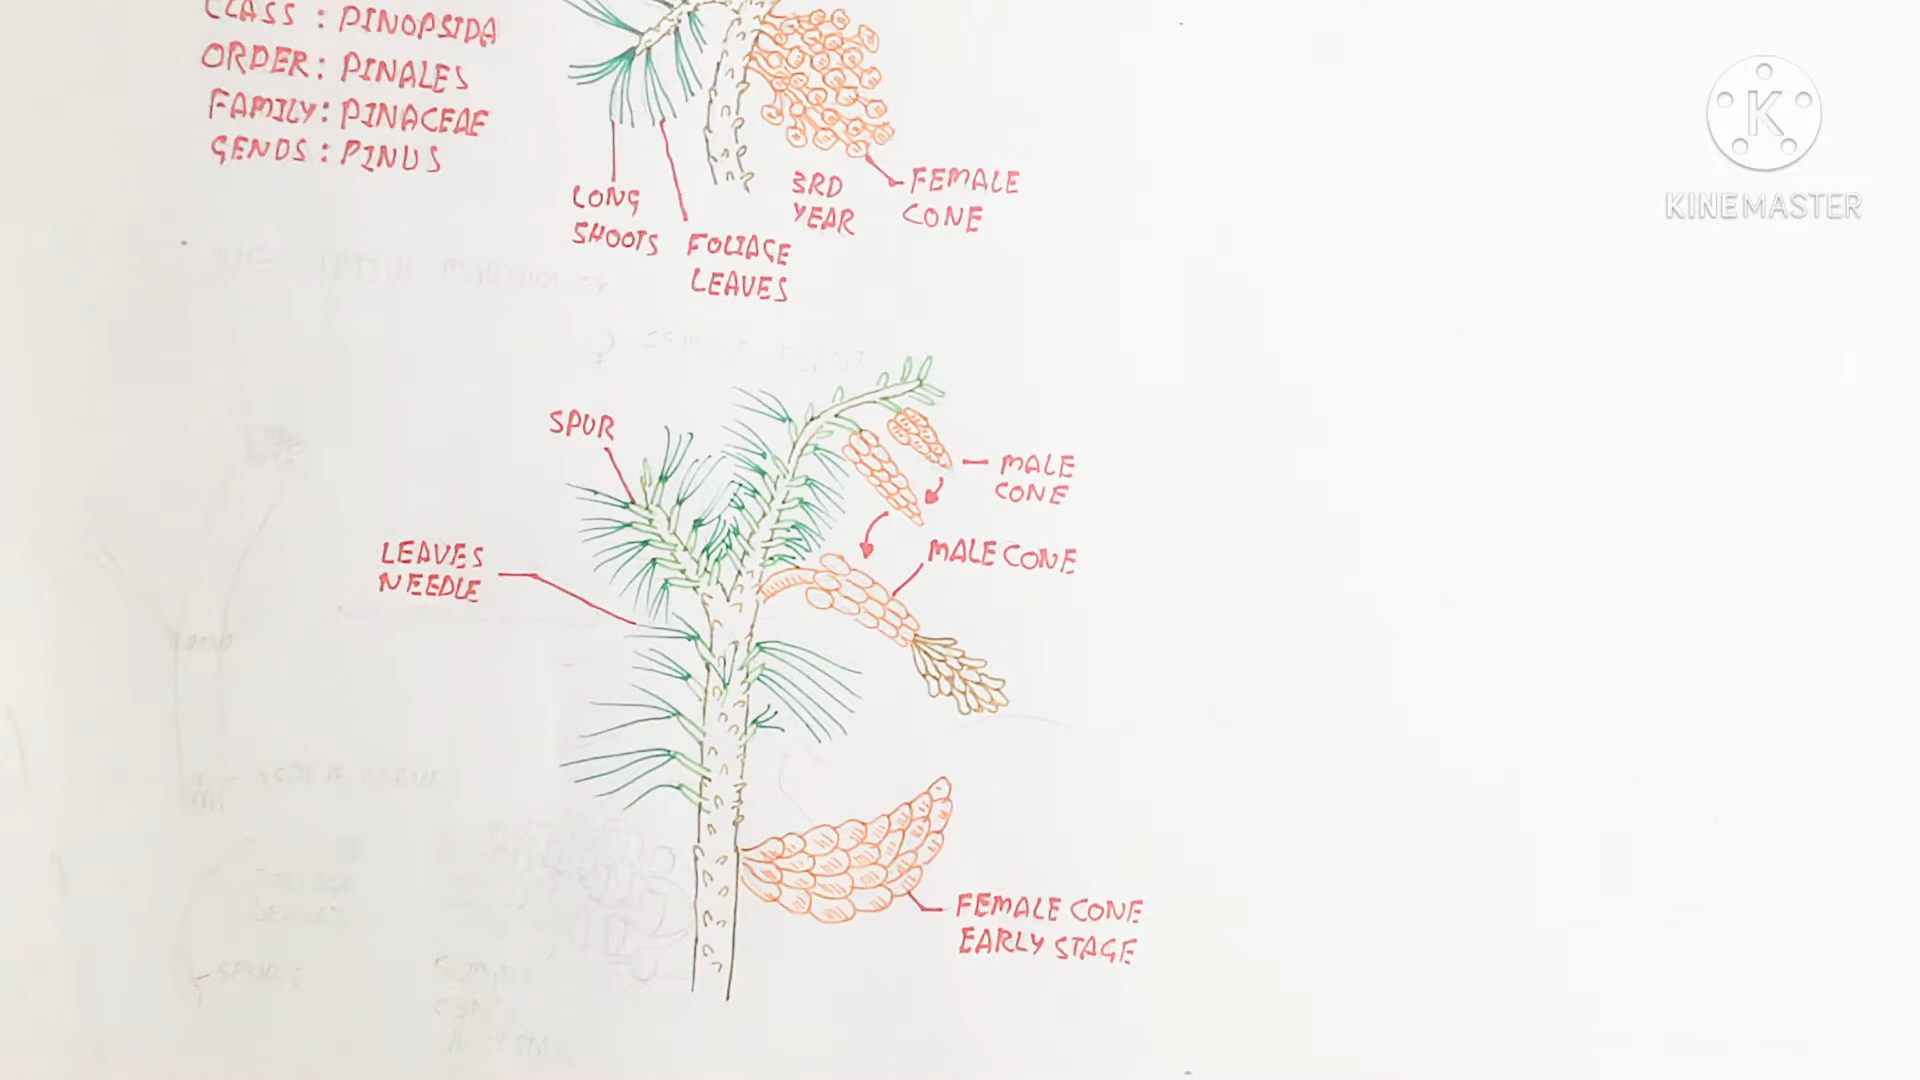 CLASS : PINOPSIDA
ORDER: PINALES
FAMILY: PINACEAE
GENUS : PINUS
LONG
SHOOTS
FOLIAGE
LEAVES
3RD
YEAR
FEMALE
CONE
K
KINEMASTER
SPUR
MALE
CONE
LEAVES
NEEDLE
MALE CONE
FEMALE CONE
EARLY STAGE